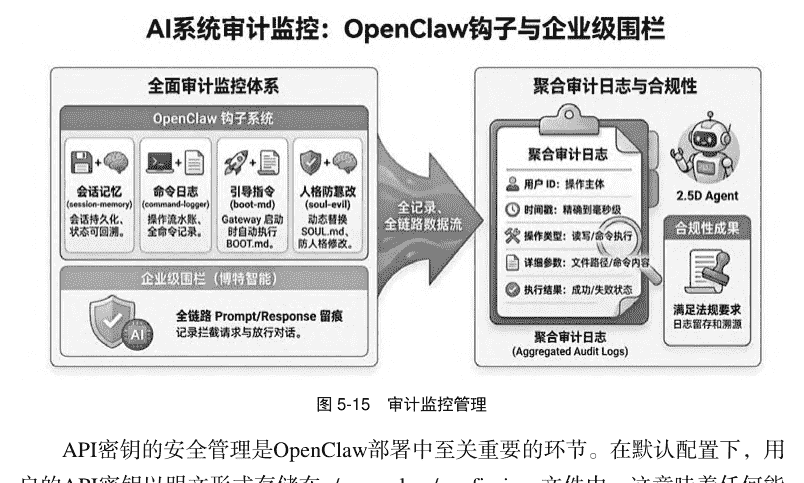 AI系统审计监控：OpenClaw钩子与企业级围栏
全面审计监控体系
OpenClaw 钩子系统
会话记忆
(session-memory)
会话持久化、
状态可回溯。
命令日志
(command-logger)
操作流水账、
全命令记录。
引导指令
(boot-md)
Gateway 启动
时自动执行
BOOT.md。
人格防篡改
(soul-evil)
动态替换
SOUL.md、
防人格修改。
企业级围栏（博特智能）
AI
全链路 Prompt/Response 留痕
记录拦截请求与放行对话。
全记录、
全链路数据流
聚合审计日志与合规性
聚合审计日志
用户 ID：操作主体
时间戳：精确到毫秒级
操作类型：读写/命令执行
详细参数：文件路径/命令内容
执行结果：成功/失败状态
聚合审计日志
(Aggregated Audit Logs)
2.5D Agent
合规性成果
满足法规要求
日志留存和溯源
图 5-15 审计监控管理
API密钥的安全管理是OpenClaw部署中至关重要的环节。在默认配置下，用